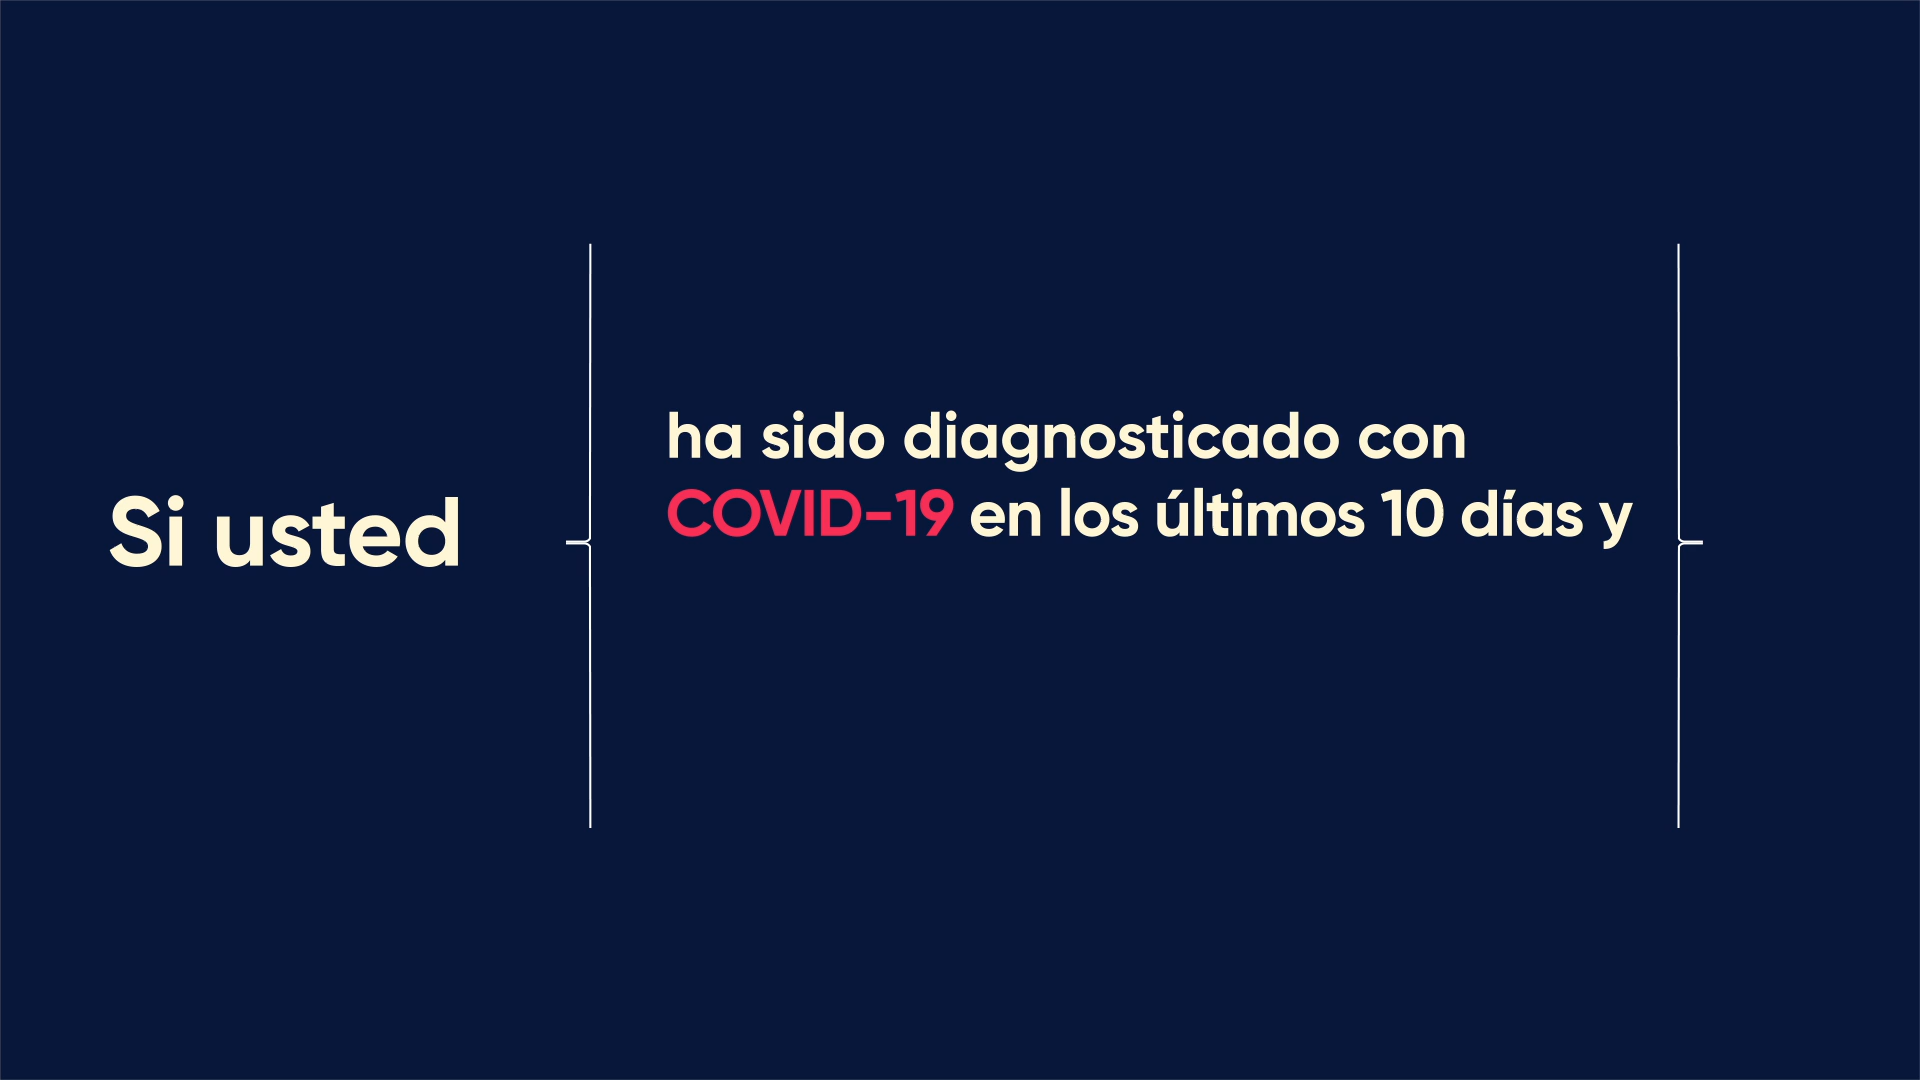 Si usted
ha sido diagnosticado con
COVID-19 en los últimos 10 días y